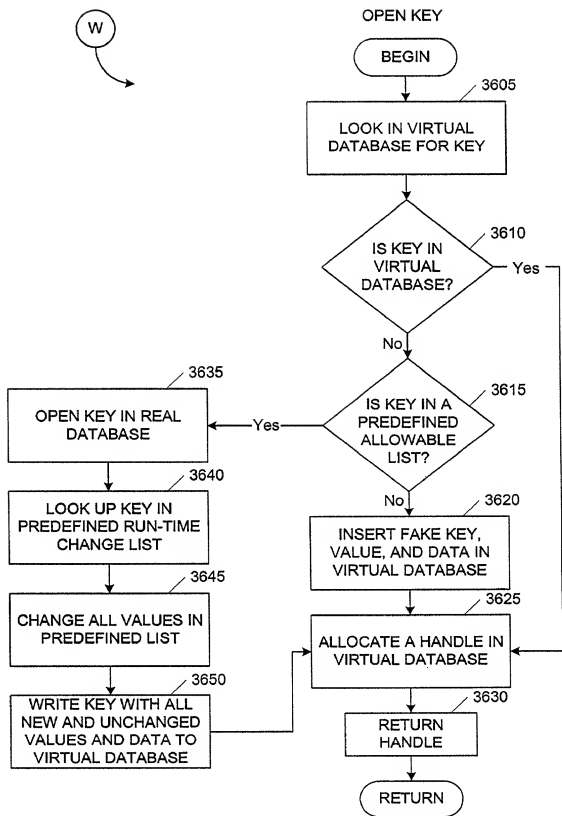 W
OPEN KEY
BEGIN
3605
LOOK IN VIRTUAL
DATABASE FOR KEY
3610
IS KEY IN
VIRTUAL
DATABASE?
Yes
No
3615
IS KEY IN A
PREDEFINED
ALLOWABLE
LIST?
Yes
No
3635
OPEN KEY IN REAL
DATABASE
3640
LOOK UP KEY IN
PREDEFINED RUN-TIME
CHANGE LIST
3645
CHANGE ALL VALUES IN
PREDEFINED LIST
3650
WRITE KEY WITH ALL
NEW AND UNCHANGED
VALUES AND DATA TO
VIRTUAL DATABASE
3620
INSERT FAKE KEY,
VALUE, AND DATA IN
VIRTUAL DATABASE
3625
ALLOCATE A HANDLE IN
VIRTUAL DATABASE
3630
RETURN
HANDLE
RETURN